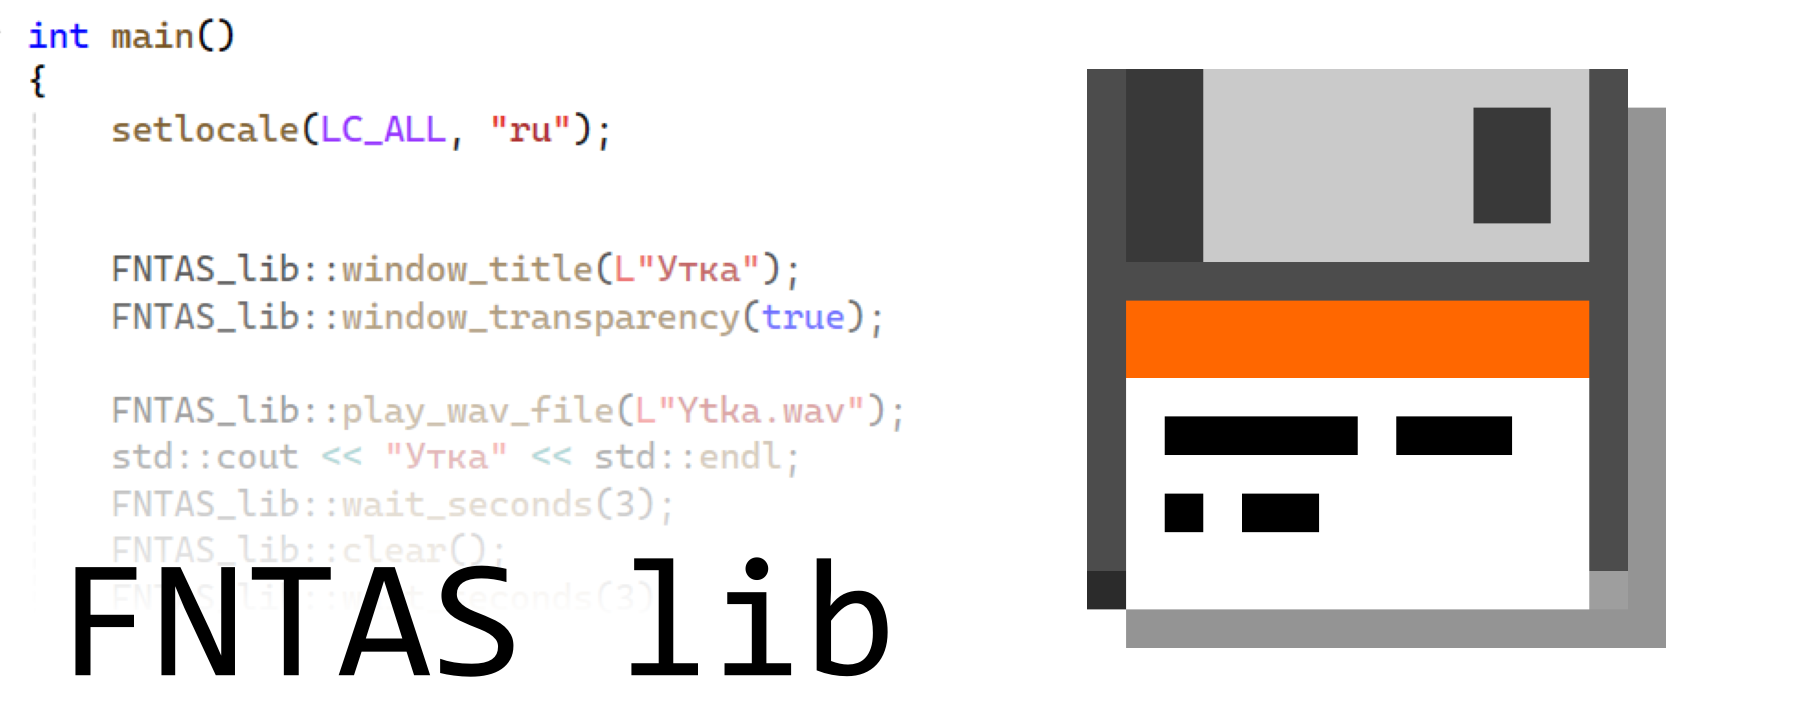 int main()
{
setlocale(LC_ALL, "ru");
FNTAS_lib::window_title(L"Утка");
FNTAS_lib::window_transparency(true);
FNTAS_lib::play_wav_file(L"Ytka.wav");
std::cout << "Утка" << std::endl;
FNTAS_lib::wait_seconds(3);
FNTAS_lib::clear();
FNTAS_lib::wait_seconds(3)
FNTAS lib